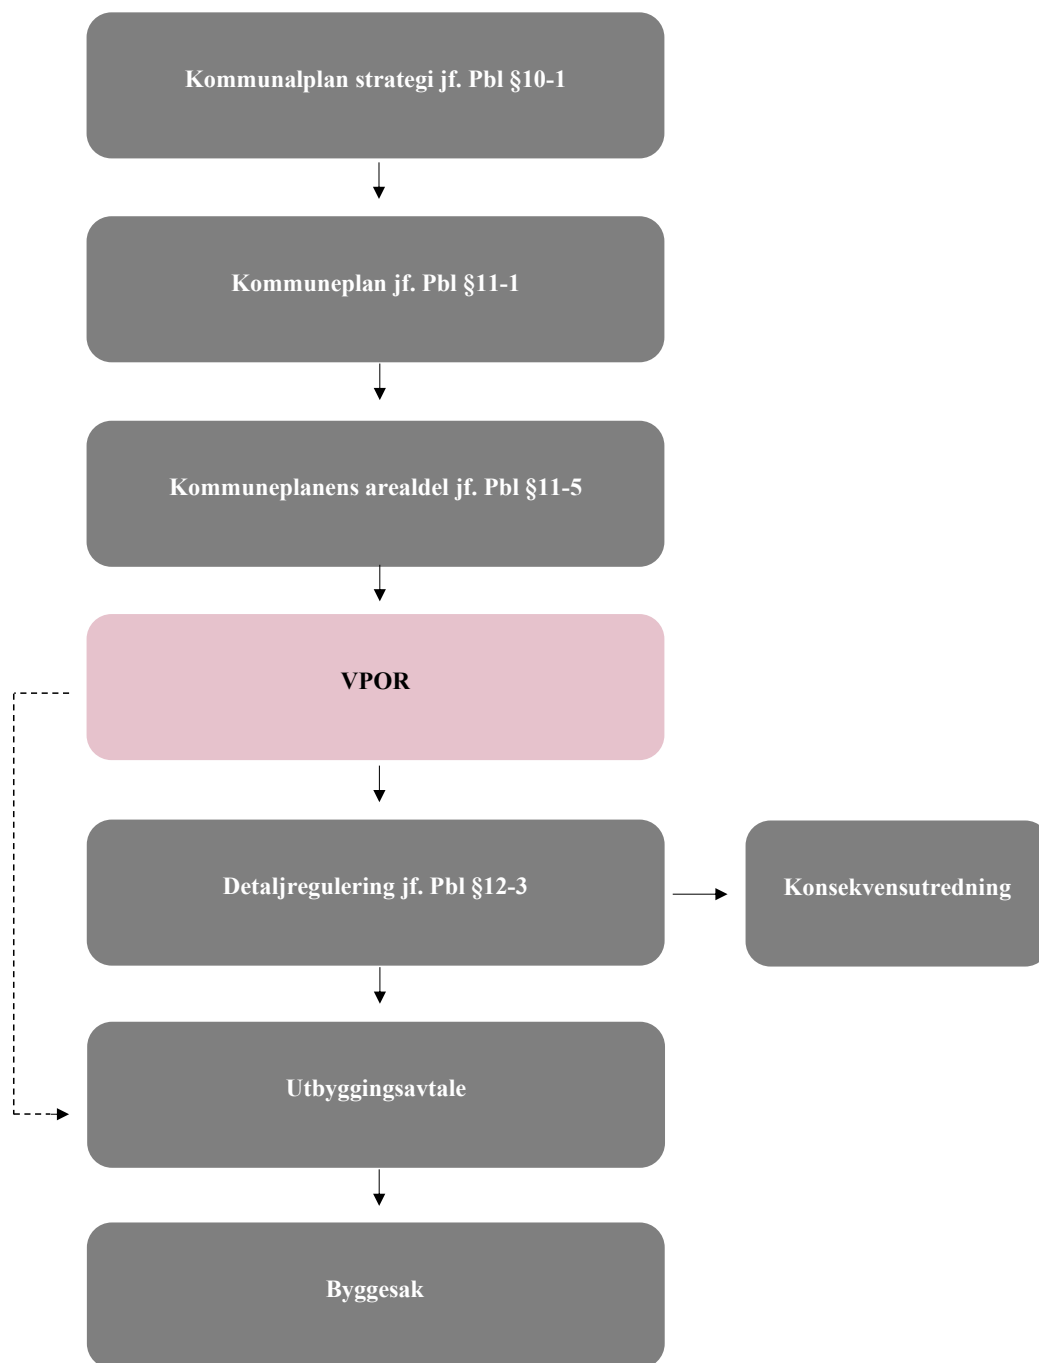 Kommunalplan strategi jf. Pbl §10-1
Kommuneplan jf. Pbl §11-1
Kommuneplanens arealdel jf. Pbl §11-5
VPOR
Detaljregulering jf. Pbl §12-3
Konsekvensutredning
Utbyggingsavtale
Byggesak